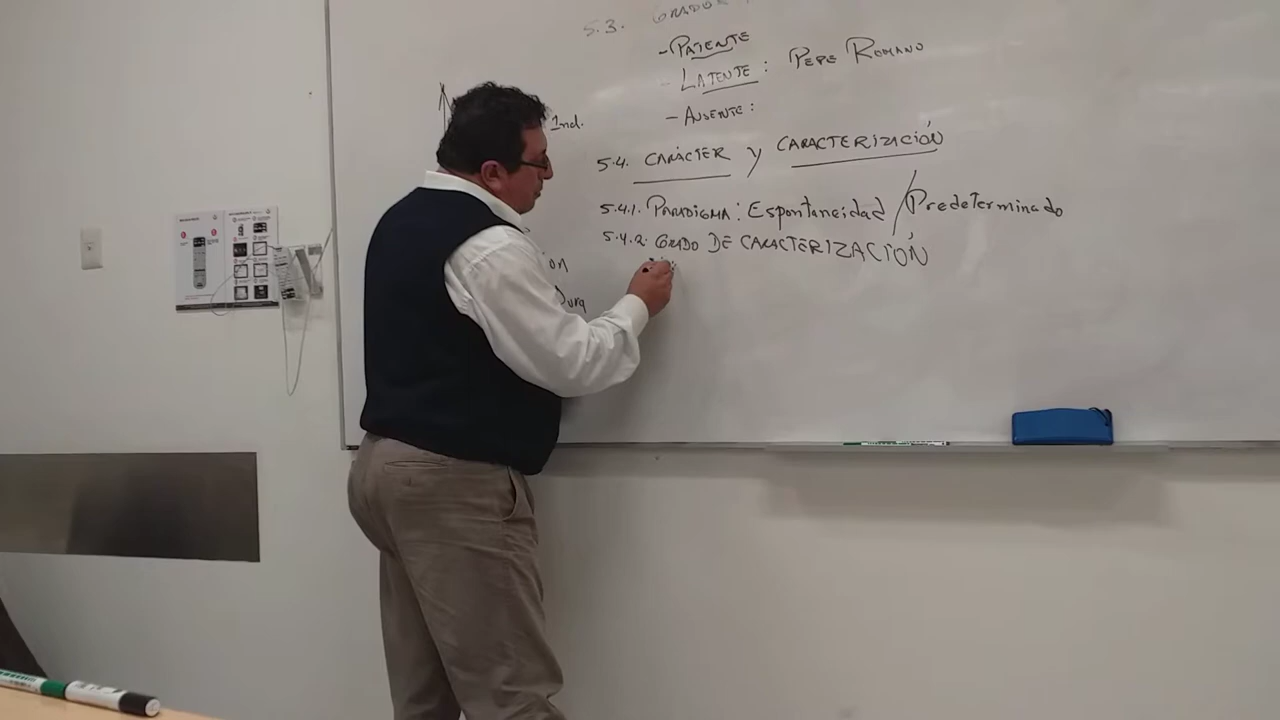 5.3. GRADOS
- PATENTE
- LATENTE : PEPE ROMANO
- AUSENTE :
5.4. CARÁCTER y CARACTERIZACIÓN
5.4.1. PARADIGMA : Espontaneidad / Predeterminado
5.4.2. GRADO DE CARACTERIZACIÓN
Ind.